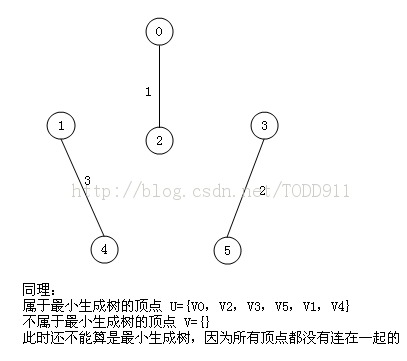 0
1
2
1
3
3
2
http://blog.csdn.net/TODD911
4
5
同理：
属于最小生成树的顶点 U={V0, V2, V3, V5, V1, V4}
不属于最小生成树的顶点 V={}
此时还不能算是最小生成树，因为所有顶点都没有连在一起的